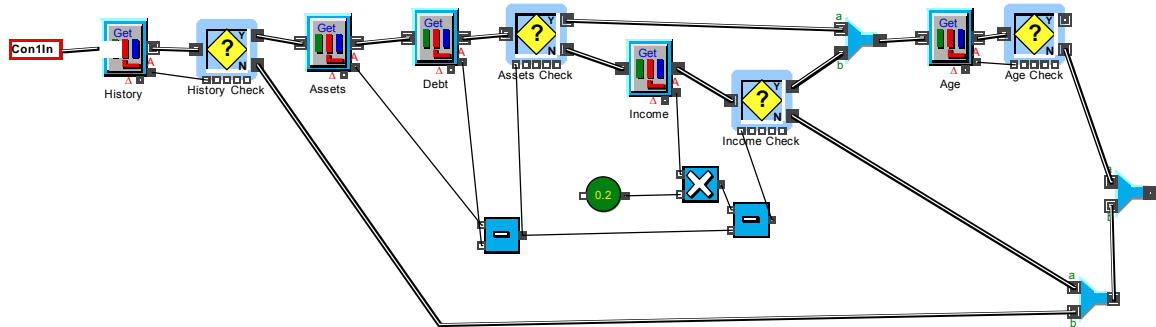 Con1In
Get
A
Δ
History
?
Y
N
History Check
Get
A
Δ
Assets
?
Y
N
Assets Check
Get
A
Δ
Debt
Get
A
Δ
Income
?
Y
N
Income Check
0.2
a
b
Get
A
Δ
Age
?
Y
N
Age Check
a
b
a
b